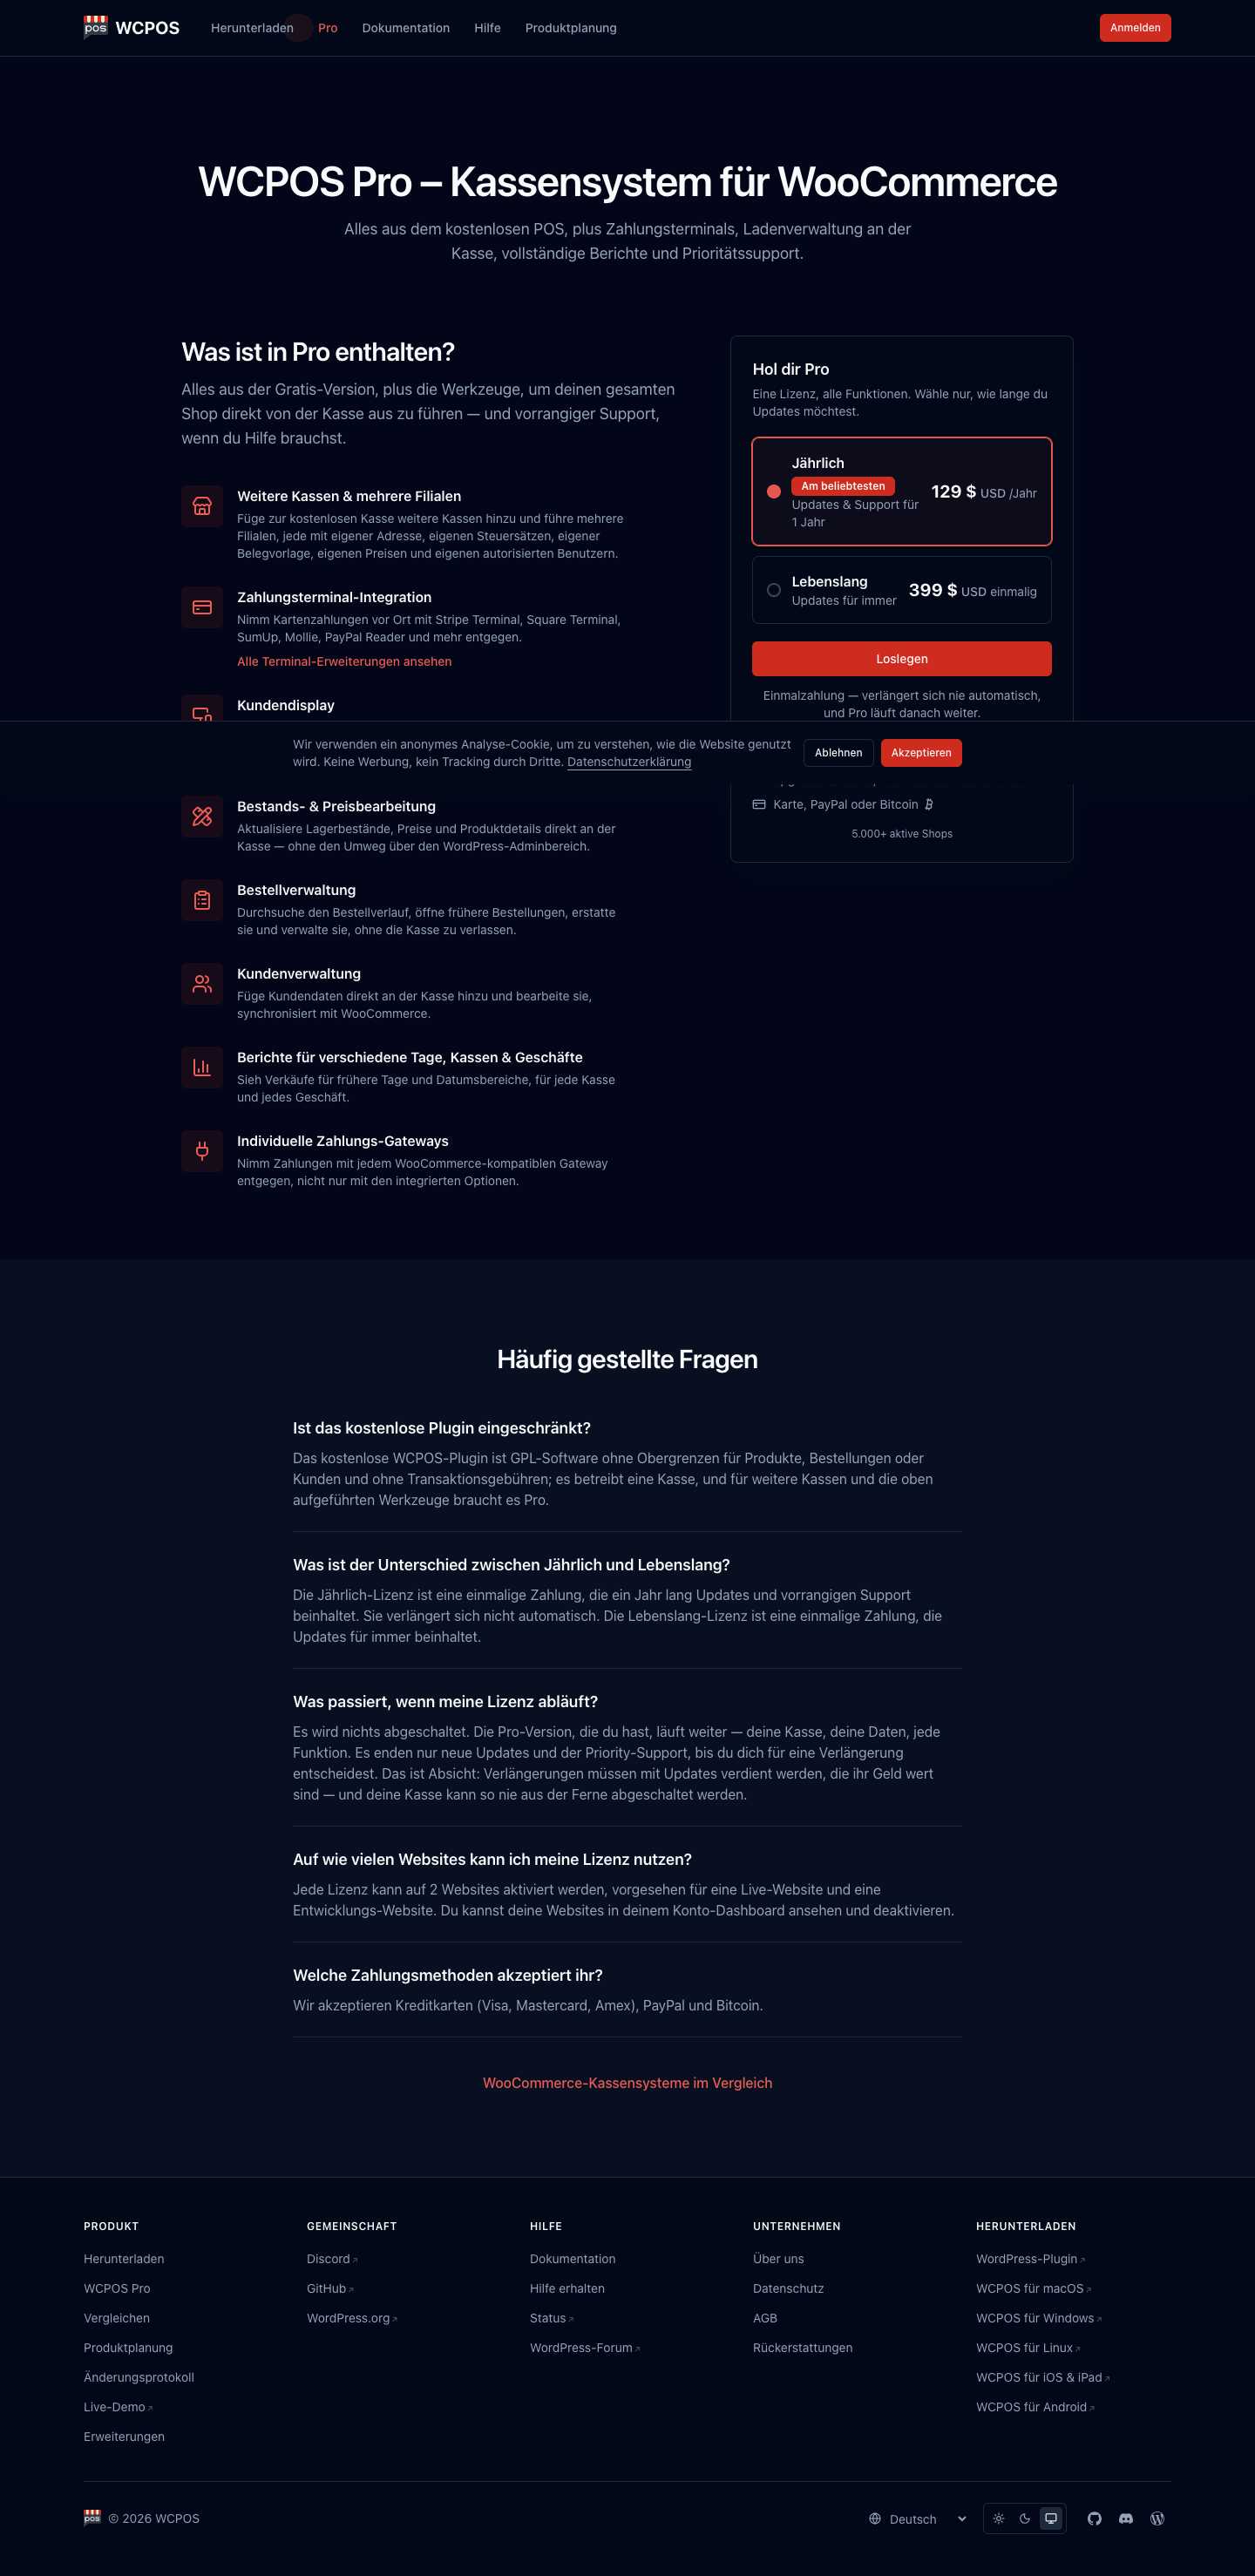 pos WCPOS Herunterladen Pro Dokumentation Hilfe Produktplanung Anmelden
WCPOS Pro – Kassensystem für WooCommerce
Alles aus dem kostenlosen POS, plus Zahlungsterminals, Ladenverwaltung an der
Kasse, vollständige Berichte und Prioritätssupport.
Was ist in Pro enthalten?
Alles aus der Gratis-Version, plus die Werkzeuge, um deinen gesamten
Shop direkt von der Kasse aus zu führen — und vorrangiger Support,
wenn du Hilfe brauchst.
Weitere Kassen & mehrere Filialen
Füge zur kostenlosen Kasse weitere Kassen hinzu und führe mehrere
Filialen, jede mit eigener Adresse, eigenen Steuersätzen, eigener
Belegvorlage, eigenen Preisen und eigenen autorisierten Benutzern.
Zahlungsterminal-Integration
Nimm Kartenzahlungen vor Ort mit Stripe Terminal, Square Terminal,
SumUp, Mollie, PayPal Reader und mehr entgegen.
Alle Terminal-Erweiterungen ansehen
Kundendisplay
Hol dir Pro
Eine Lizenz, alle Funktionen. Wähle nur, wie lange du
Updates möchtest.
Jährlich
Am beliebtesten
Updates & Support für
1 Jahr
129 $ USD /Jahr
Lebenslang
Updates für immer
399 $ USD einmalig
Loslegen
Einmalzahlung — verlängert sich nie automatisch,
und Pro läuft danach weiter.
Wir verwenden ein anonymes Analyse-Cookie, um zu verstehen, wie die Website genutzt
wird. Keine Werbung, kein Tracking durch Dritte. Datenschutzerklärung
Ablehnen Akzeptieren
Karte, PayPal oder Bitcoin
5.000+ aktive Shops
Bestands- & Preisbearbeitung
Aktualisiere Lagerbestände, Preise und Produktdetails direkt an der
Kasse — ohne den Umweg über den WordPress-Adminbereich.
Bestellverwaltung
Durchsuche den Bestellverlauf, öffne frühere Bestellungen, erstatte
sie und verwalte sie, ohne die Kasse zu verlassen.
Kundenverwaltung
Füge Kundendaten direkt an der Kasse hinzu und bearbeite sie,
synchronisiert mit WooCommerce.
Berichte für verschiedene Tage, Kassen & Geschäfte
Sieh Verkäufe für frühere Tage und Datumsbereiche, für jede Kasse
und jedes Geschäft.
Individuelle Zahlungs-Gateways
Nimm Zahlungen mit jedem WooCommerce-kompatiblen Gateway
entgegen, nicht nur mit den integrierten Optionen.
Häufig gestellte Fragen
Ist das kostenlose Plugin eingeschränkt?
Das kostenlose WCPOS-Plugin ist GPL-Software ohne Obergrenzen für Produkte, Bestellungen oder
Kunden und ohne Transaktionsgebühren; es betreibt eine Kasse, und für weitere Kassen und die oben
aufgeführten Werkzeuge braucht es Pro.
Was ist der Unterschied zwischen Jährlich und Lebenslang?
Die Jährlich-Lizenz ist eine einmalige Zahlung, die ein Jahr lang Updates und vorrangigen Support
beinhaltet. Sie verlängert sich nicht automatisch. Die Lebenslang-Lizenz ist eine einmalige Zahlung, die
Updates für immer beinhaltet.
Was passiert, wenn meine Lizenz abläuft?
Es wird nichts abgeschaltet. Die Pro-Version, die du hast, läuft weiter — deine Kasse, deine Daten, jede
Funktion. Es enden nur neue Updates und der Priority-Support, bis du dich für eine Verlängerung
entscheidest. Das ist Absicht: Verlängerungen müssen mit Updates verdient werden, die ihr Geld wert
sind — und deine Kasse kann so nie aus der Ferne abgeschaltet werden.
Auf wie vielen Websites kann ich meine Lizenz nutzen?
Jede Lizenz kann auf 2 Websites aktiviert werden, vorgesehen für eine Live-Website und eine
Entwicklungs-Website. Du kannst deine Websites in deinem Konto-Dashboard ansehen und deaktivieren.
Welche Zahlungsmethoden akzeptiert ihr?
Wir akzeptieren Kreditkarten (Visa, Mastercard, Amex), PayPal und Bitcoin.
WooCommerce-Kassensysteme im Vergleich
PRODUKT
Herunterladen
WCPOS Pro
Vergleichen
Produktplanung
Änderungsprotokoll
Live-Demo
Erweiterungen
GEMEINSCHAFT
Discord
GitHub
WordPress.org
HILFE
Dokumentation
Hilfe erhalten
Status
WordPress-Forum
UNTERNEHMEN
Über uns
Datenschutz
AGB
Rückerstattungen
HERUNTERLADEN
WordPress-Plugin
WCPOS für macOS
WCPOS für Windows
WCPOS für Linux
WCPOS für iOS & iPad
WCPOS für Android
pos © 2026 WCPOS
Deutsch